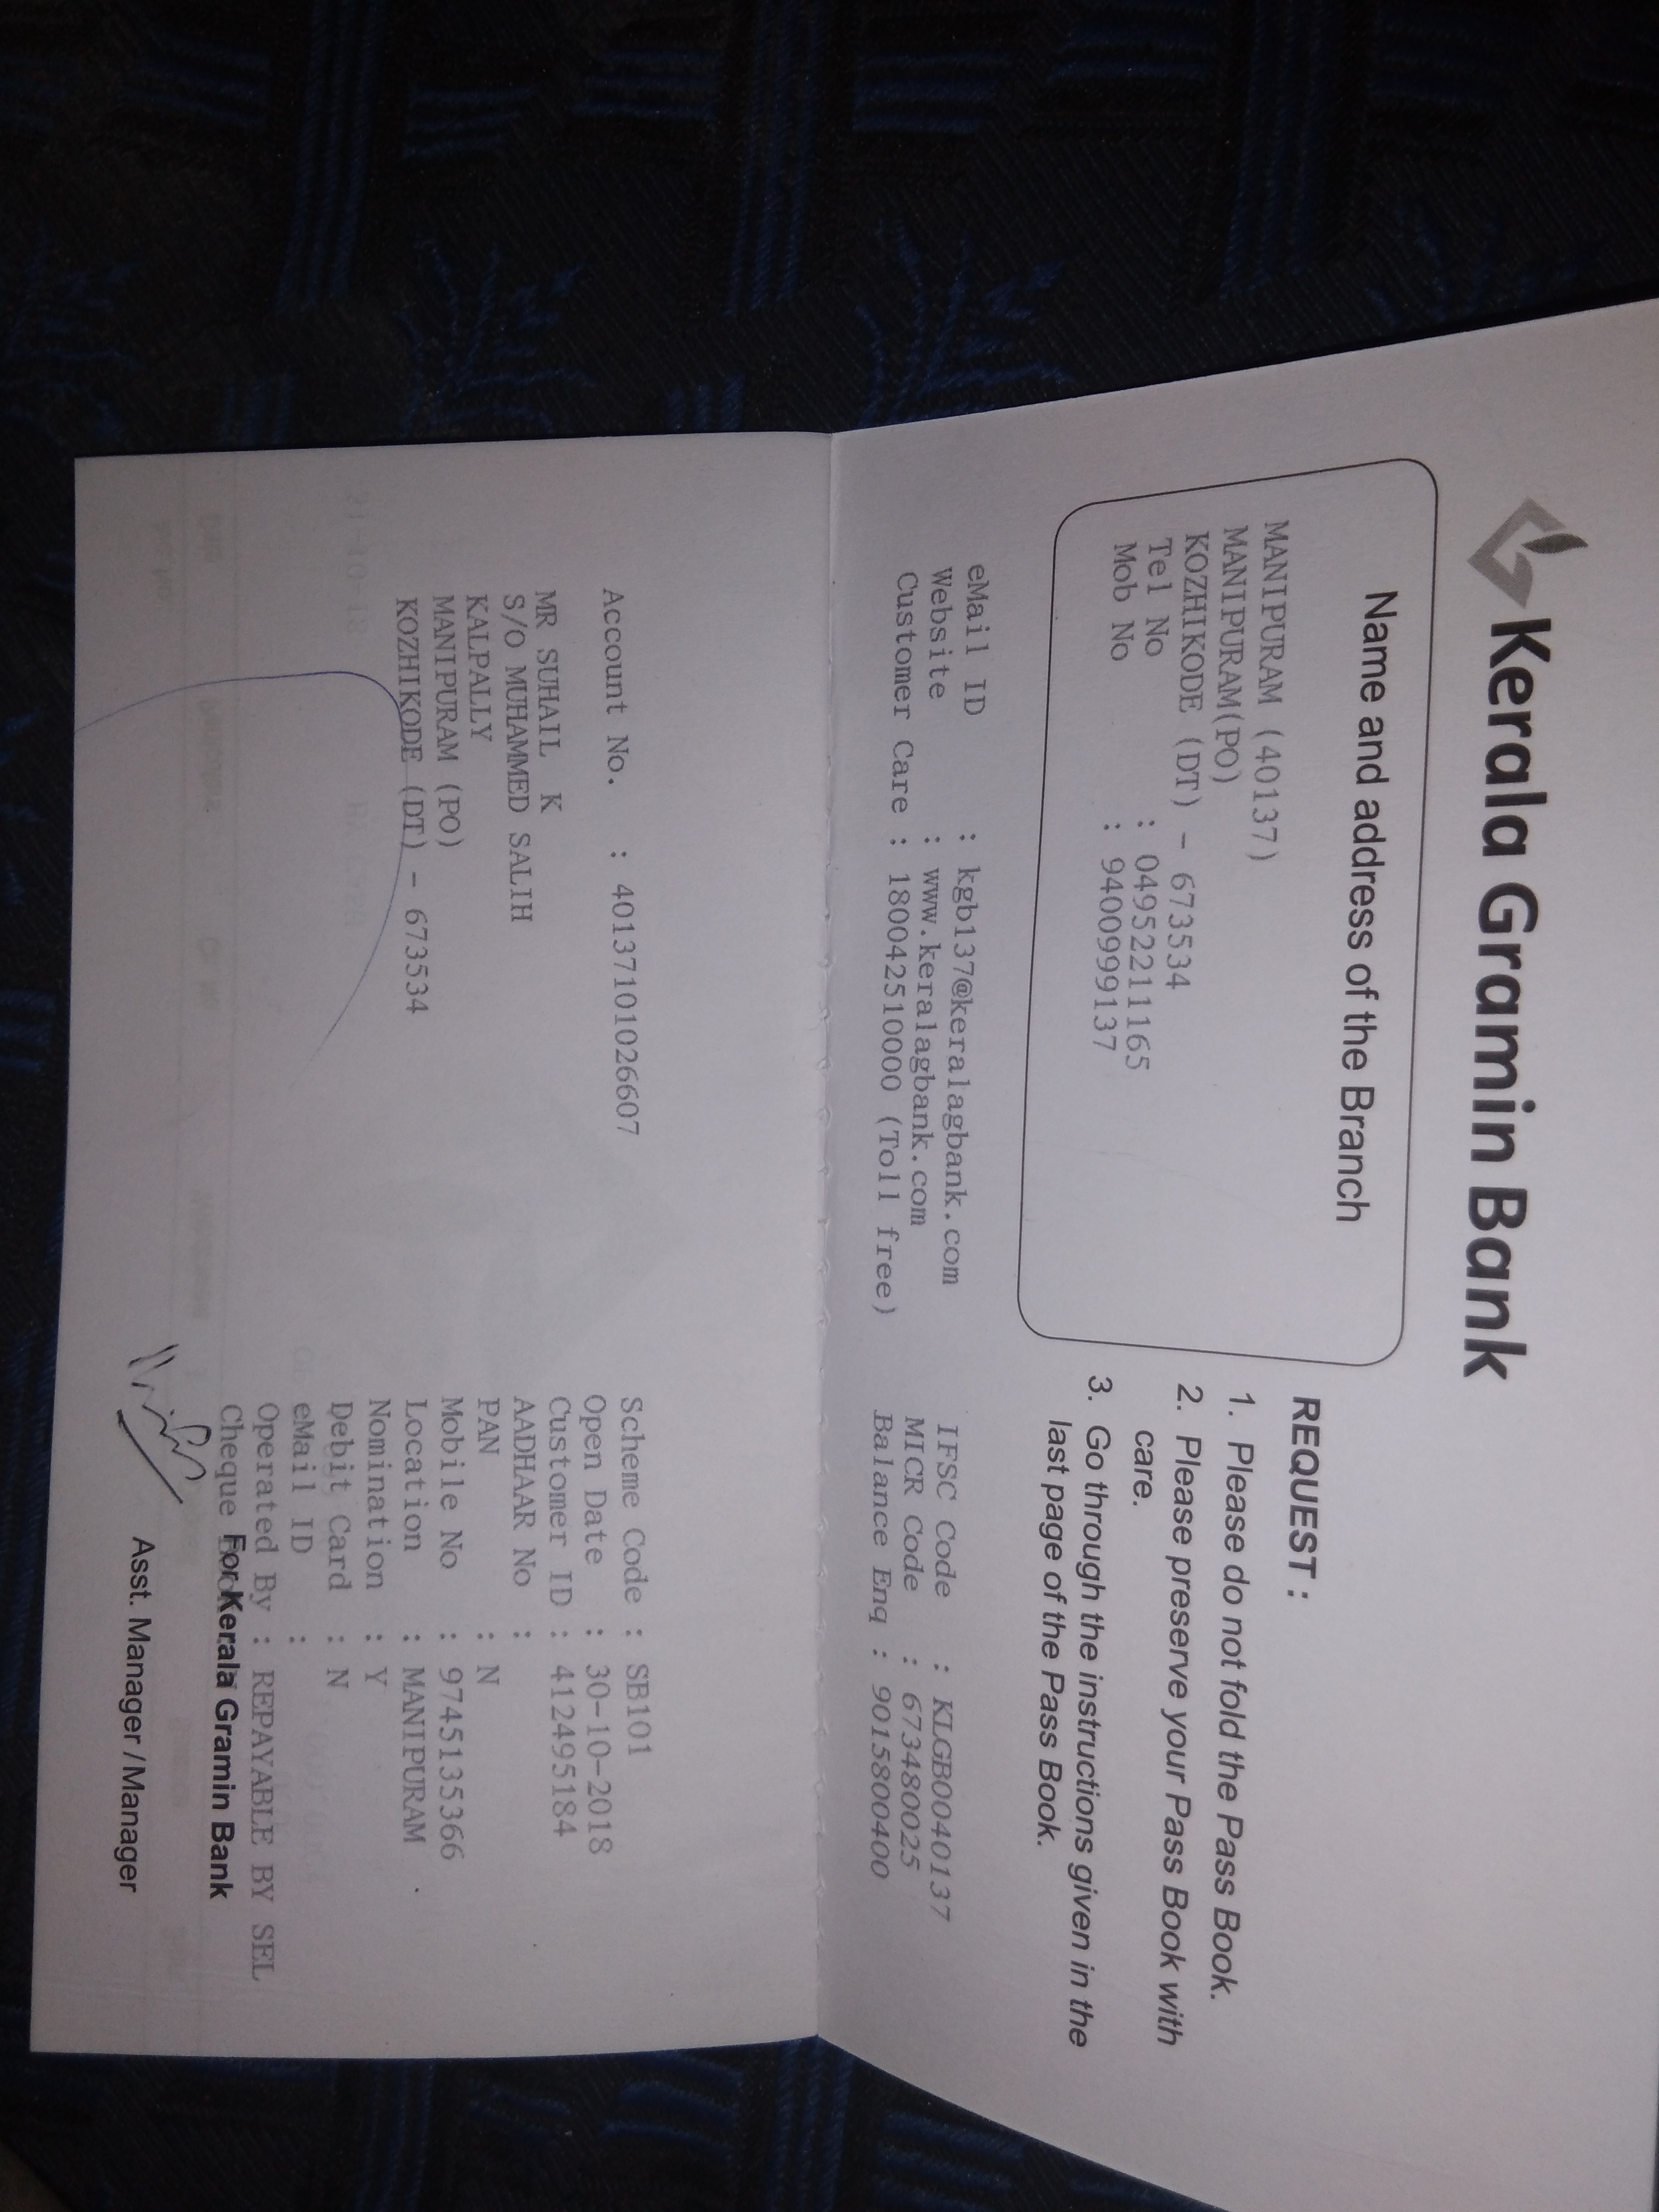 Kerala Gramin Bank
Name and address of the Branch
MANIPURAM (40137)
MANIPURAM(PO)
KOZHIKODE (DT) - 673534
Tel No : 04952211165
Mob No : 9400999137
REQUEST :
1. Please do not fold the Pass Book.
2. Please preserve your Pass Book with
care.
3. Go through the instructions given in the
last page of the Pass Book.
eMail ID : kgb137@keralagbank.com
Website : www.keralagbank.com
Customer Care : 180042510000 (Toll free)
IFSC Code : KLGB0040137
MICR Code : 673480025
Balance Enq : 9015800400
Account No. : 40137101026607
MR SUHAIL K
S/O MUHAMMED SALIH
KALPALLY
MANIPURAM (PO)
KOZHIKODE (DT) - 673534
Scheme Code : SB101
Open Date : 30-10-2018
Customer ID : 412495184
AADHAAR No :
PAN : N
Mobile No : 9745135366
Location : MANIPURAM
Nomination : Y
Debit Card : N
eMail ID :
Operated By : REPAYABLE BY SEL
Cheque
For Kerala Gramin Bank
Asst. Manager / Manager